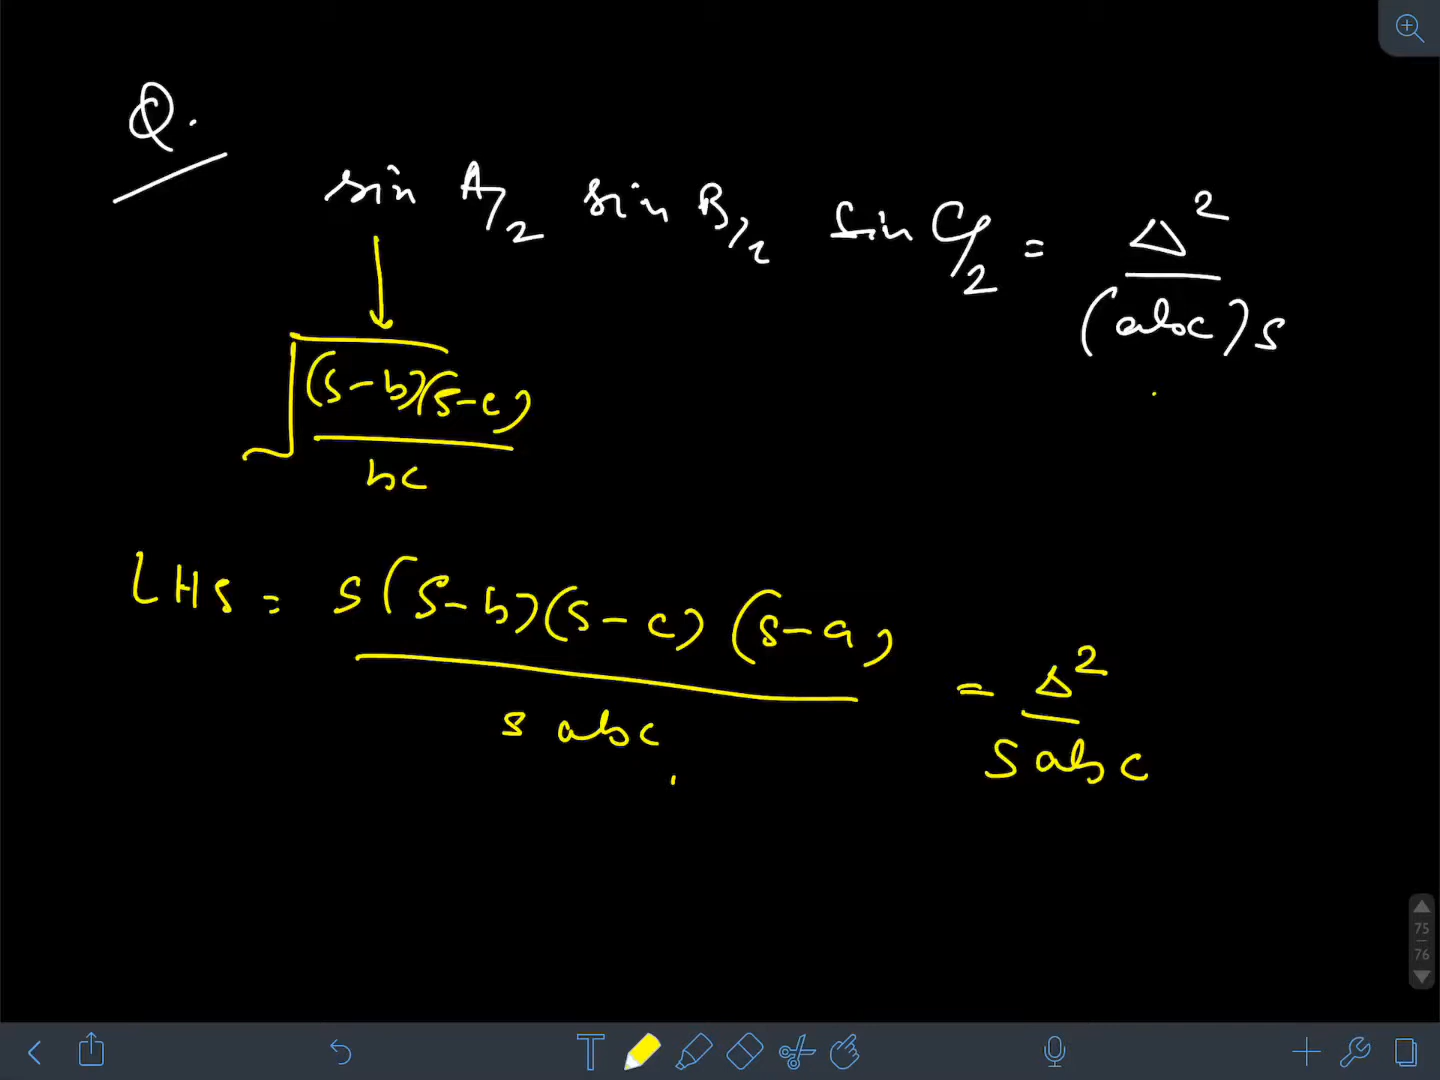 Q.
sin A/2 sin B/2 sin C/2 = Δ² / (abc)s
√((s-b)(s-c) / bc)
LHS = s(s-b)(s-c)(s-a) / s abc = Δ² / s abc
75
76
T